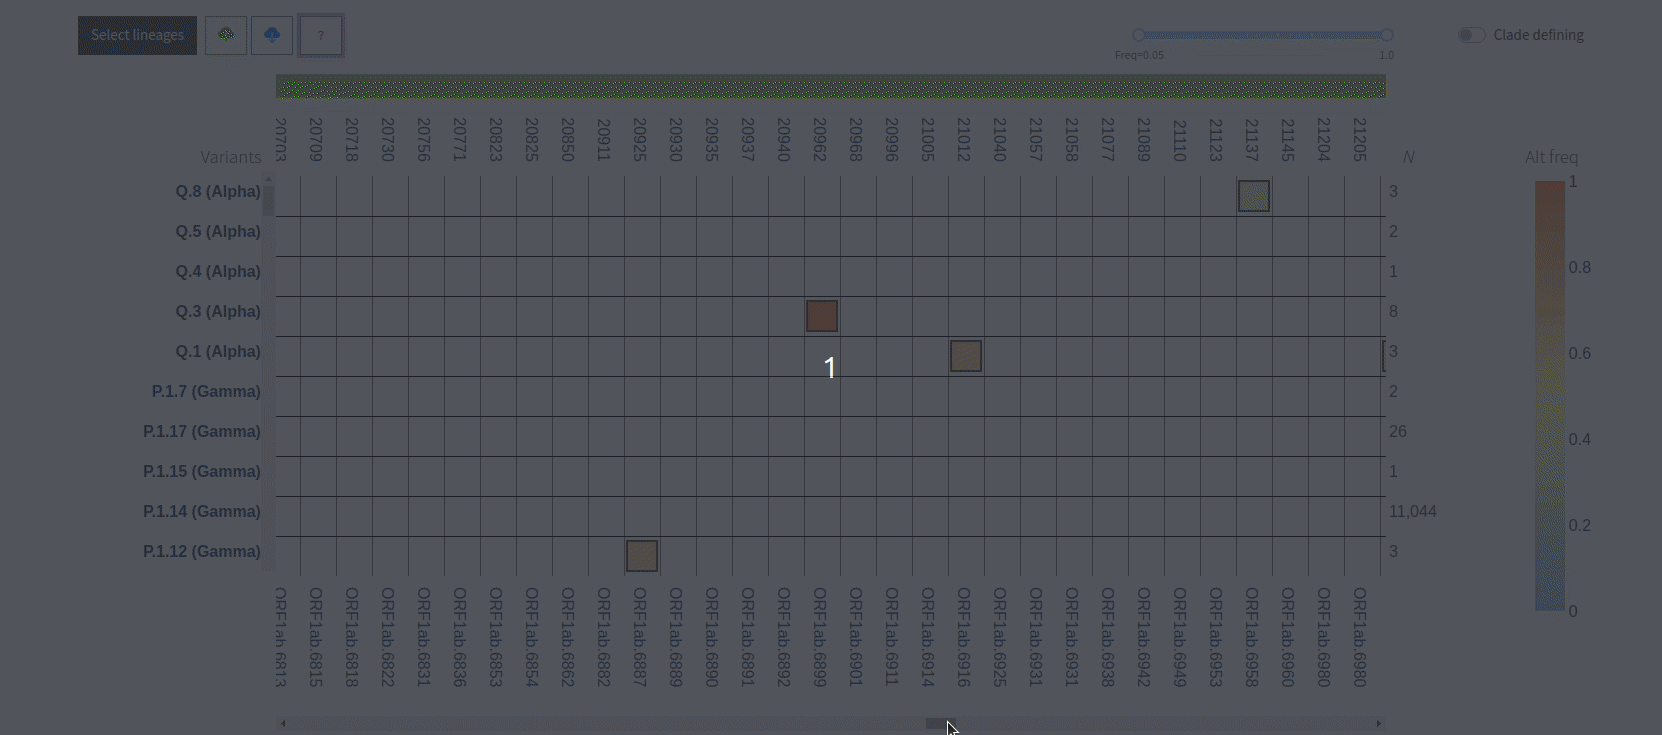 Select lineages ?
Freq=0.05 1.0
Clade defining
20703 20709 20718 20730 20756 20771 20823 20825 20850 20911 20925 20930 20935 20937 20940 20962 20968 20996 21005 21012 21040 21057 21058 21077 21089 21110 21123 21137 21145 21204 21205
Variants N Alt freq
Q.8 (Alpha) 3
Q.5 (Alpha) 2
Q.4 (Alpha) 1
Q.3 (Alpha) 8
Q.1 (Alpha) 3
1
P.1.7 (Gamma) 2
P.1.17 (Gamma) 26
P.1.15 (Gamma) 1
P.1.14 (Gamma) 11,044
P.1.12 (Gamma) 3
1
0.8
0.6
0.4
0.2
0
ORF1ab.6813 ORF1ab.6815 ORF1ab.6818 ORF1ab.6822 ORF1ab.6831 ORF1ab.6836 ORF1ab.6853 ORF1ab.6854 ORF1ab.6862 ORF1ab.6882 ORF1ab.6887 ORF1ab.6889 ORF1ab.6890 ORF1ab.6891 ORF1ab.6892 ORF1ab.6899 ORF1ab.6901 ORF1ab.6911 ORF1ab.6914 ORF1ab.6916 ORF1ab.6925 ORF1ab.6931 ORF1ab.6931 ORF1ab.6938 ORF1ab.6942 ORF1ab.6949 ORF1ab.6953 ORF1ab.6958 ORF1ab.6960 ORF1ab.6980 ORF1ab.6980